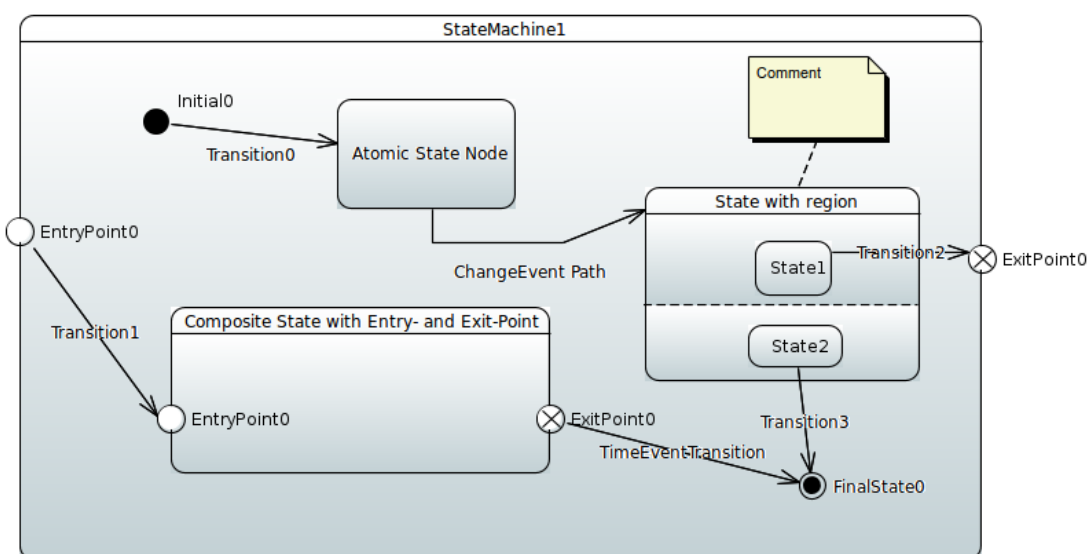 StateMachine1
Comment
Initial0
Transition0
Atomic State Node
State with region
EntryPoint0
State1
Transition2
ExitPoint0
ChangeEvent Path
Composite State with Entry- and Exit-Point
Transition1
State2
EntryPoint0
ExitPoint0
Transition3
TimeEventTransition
FinalState0